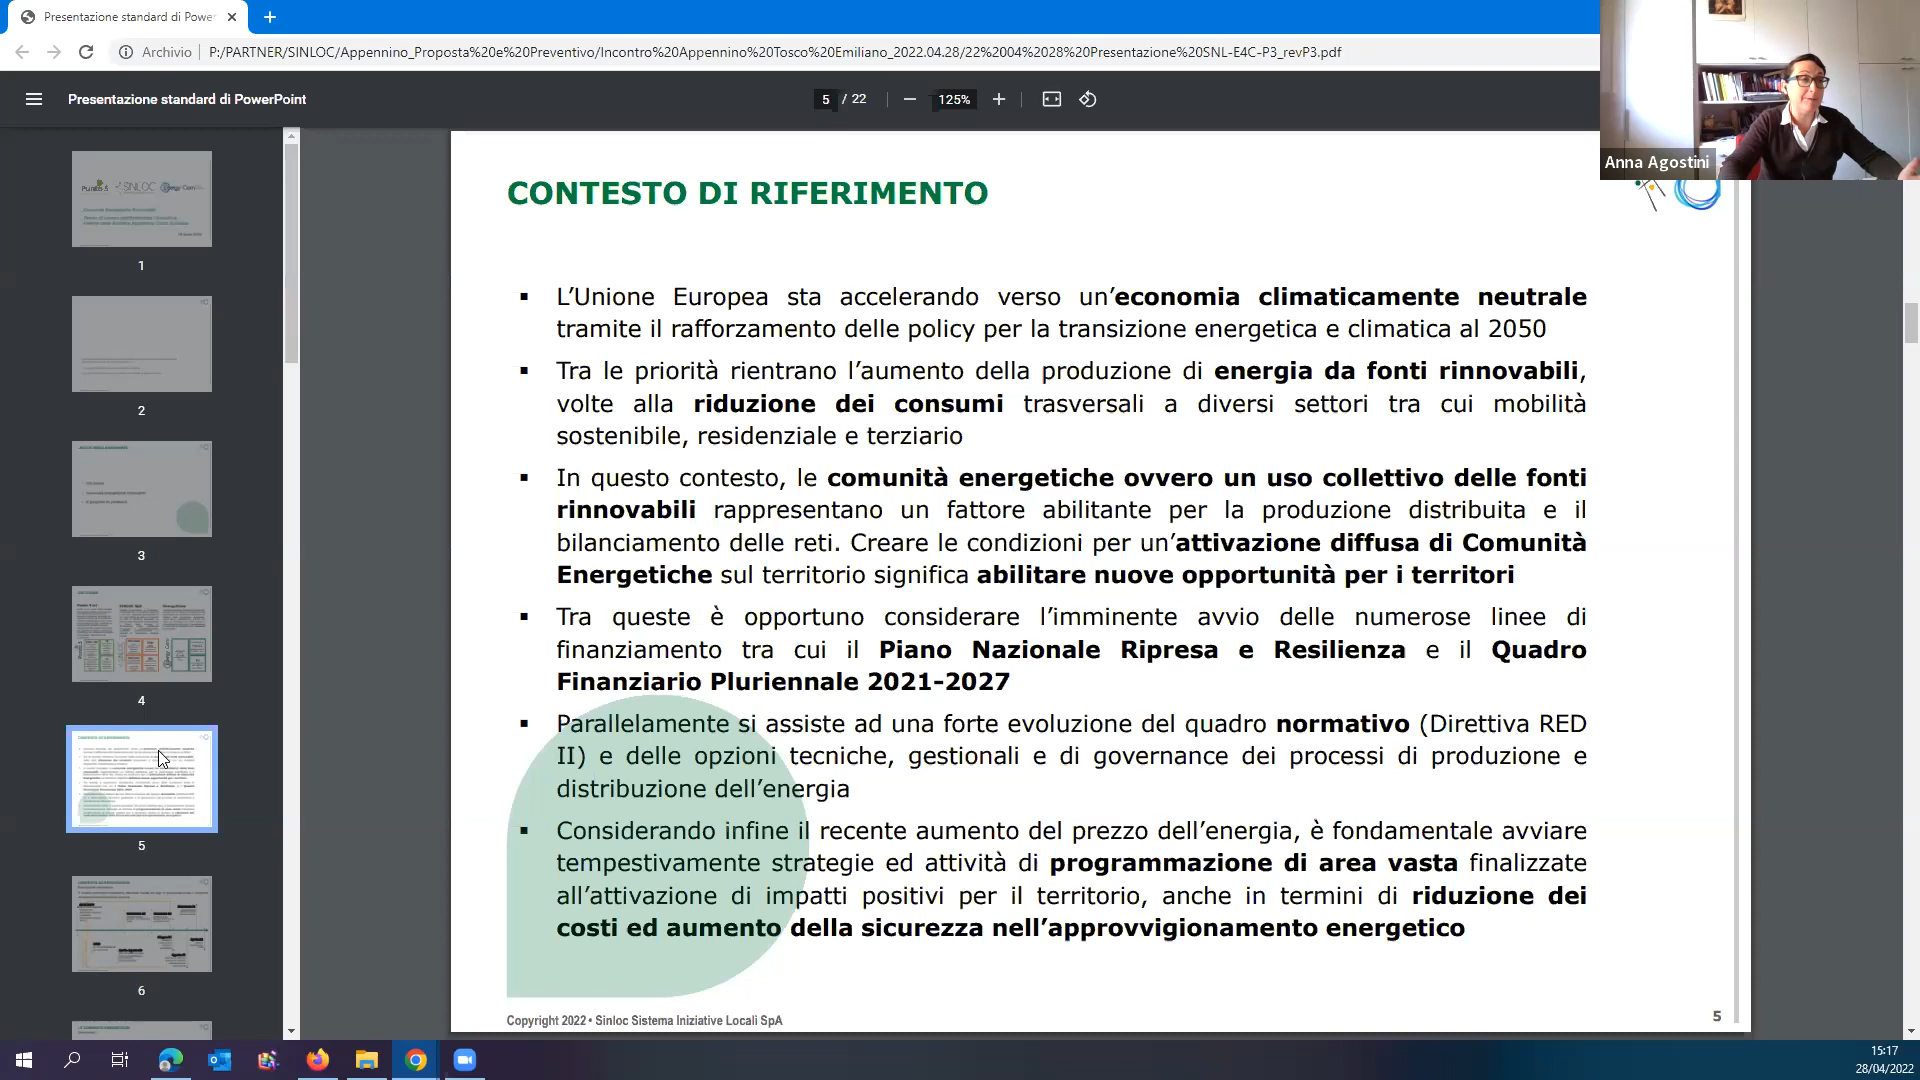 Presentazione standard di Power
Archivio
P:/PARTNER/SINLOC/Appennino_Proposta%20e%20Preventivo/Incontro%20Appennino%20Tosco%20Emiliano_2022.04.28/22%2004%2028%20Presentazione%20SNL-E4C-P3_revP3.pdf
Presentazione standard di PowerPoint
5 / 22
125%
Anna Agostini
1
2
3
4
5
6
CONTESTO DI RIFERIMENTO
▪ L’Unione Europea sta accelerando verso un’economia climaticamente neutrale
tramite il rafforzamento delle policy per la transizione energetica e climatica al 2050
▪ Tra le priorità rientrano l’aumento della produzione di energia da fonti rinnovabili,
volte alla riduzione dei consumi trasversali a diversi settori tra cui mobilità
sostenibile, residenziale e terziario
▪ In questo contesto, le comunità energetiche ovvero un uso collettivo delle fonti
rinnovabili rappresentano un fattore abilitante per la produzione distribuita e il
bilanciamento delle reti. Creare le condizioni per un’attivazione diffusa di Comunità
Energetiche sul territorio significa abilitare nuove opportunità per i territori
▪ Tra queste è opportuno considerare l’imminente avvio delle numerose linee di
finanziamento tra cui il Piano Nazionale Ripresa e Resilienza e il Quadro
Finanziario Pluriennale 2021-2027
▪ Parallelamente si assiste ad una forte evoluzione del quadro normativo (Direttiva RED
II) e delle opzioni tecniche, gestionali e di governance dei processi di produzione e
distribuzione dell’energia
▪ Considerando infine il recente aumento del prezzo dell’energia, è fondamentale avviare
tempestivamente strategie ed attività di programmazione di area vasta finalizzate
all’attivazione di impatti positivi per il territorio, anche in termini di riduzione dei
costi ed aumento della sicurezza nell’approvvigionamento energetico
Copyright 2022 • Sinloc Sistema Iniziative Locali SpA
5
15:17
28/04/2022